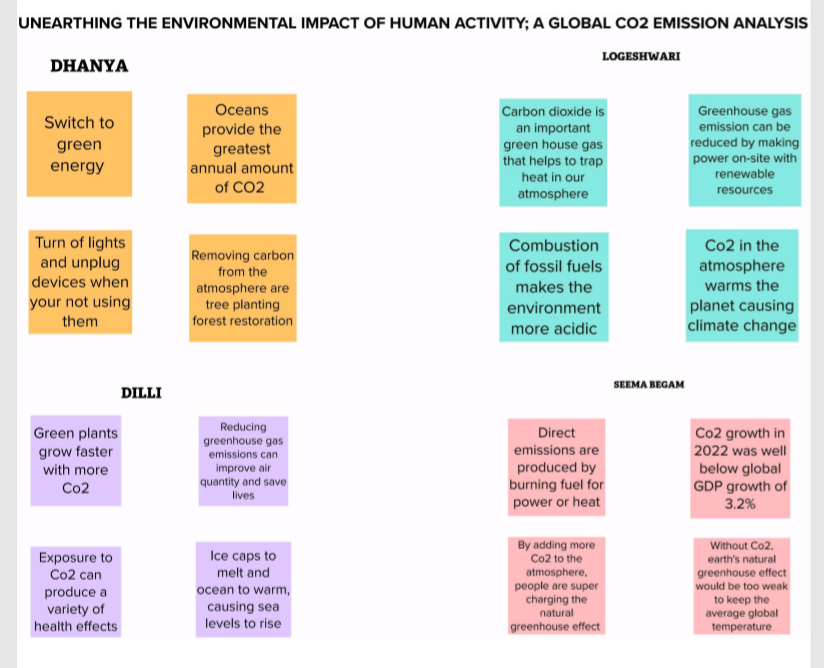 UNEARTHING THE ENVIRONMENTAL IMPACT OF HUMAN ACTIVITY; A GLOBAL CO2 EMISSION ANALYSIS
DHANYA
Switch to
green
energy
Oceans
provide the
greatest
annual amount
of CO2
Turn of lights
and unplug
devices when
your not using
them
Removing carbon
from the
atmosphere are
tree planting
forest restoration
LOGESHWARI
Carbon dioxide is
an important
green house gas
that helps to trap
heat in our
atmosphere
Greenhouse gas
emission can be
reduced by making
power on-site with
renewable
resources
Combustion
of fossil fuels
makes the
environment
more acidic
Co2 in the
atmosphere
warms the
planet causing
climate change
DILLI
Green plants
grow faster
with more
Co2
Reducing
greenhouse gas
emissions can
improve air
quantity and save
lives
Exposure to
Co2 can
produce a
variety of
health effects
Ice caps to
melt and
ocean to warm,
causing sea
levels to rise
SEEMA BEGAM
Direct
emissions are
produced by
burning fuel for
power or heat
Co2 growth in
2022 was well
below global
GDP growth of
3.2%
By adding more
Co2 to the
atmosphere,
people are super
charging the
natural
greenhouse effect
Without Co2,
earth's natural
greenhouse effect
would be too weak
to keep the
average global
temperature